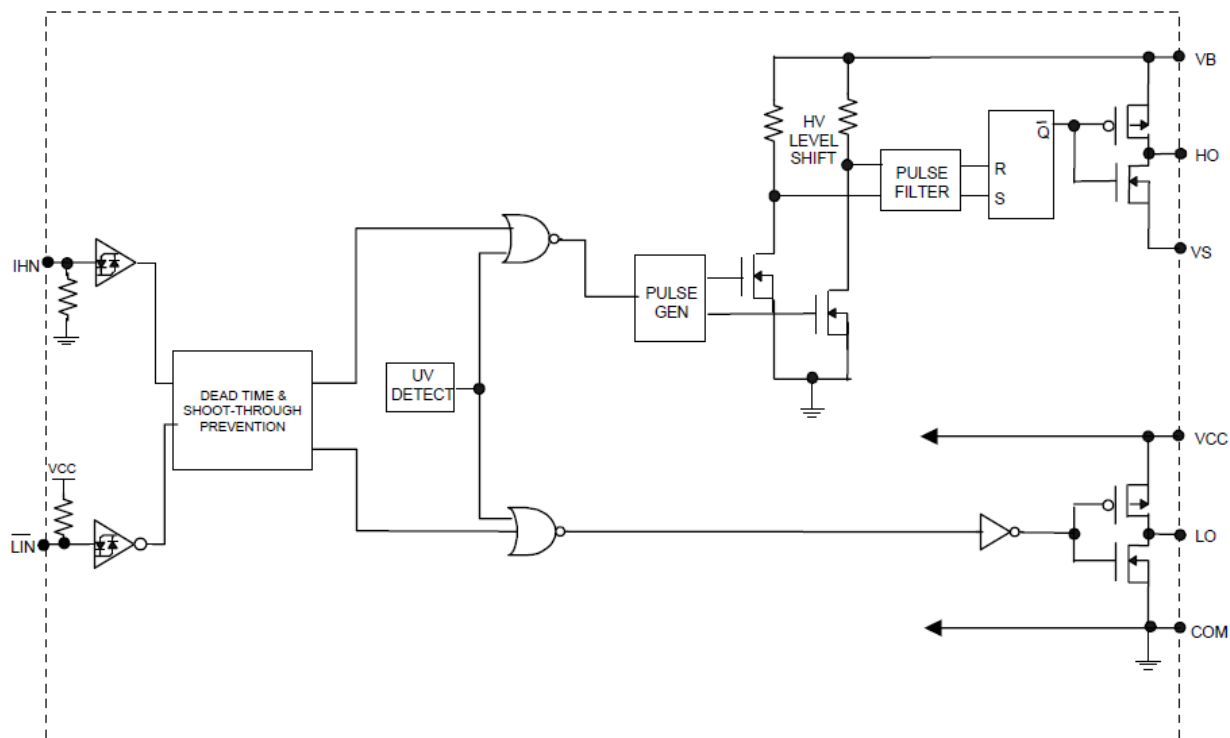 VB
HV
LEVEL
SHIFT
Q̅
PULSE
FILTER
R
S
HO
VS
IHN
PULSE
GEN
UV
DETECT
DEAD TIME &
SHOOT-THROUGH
PREVENTION
VCC
VCC
L̅I̅N̅
LO
COM